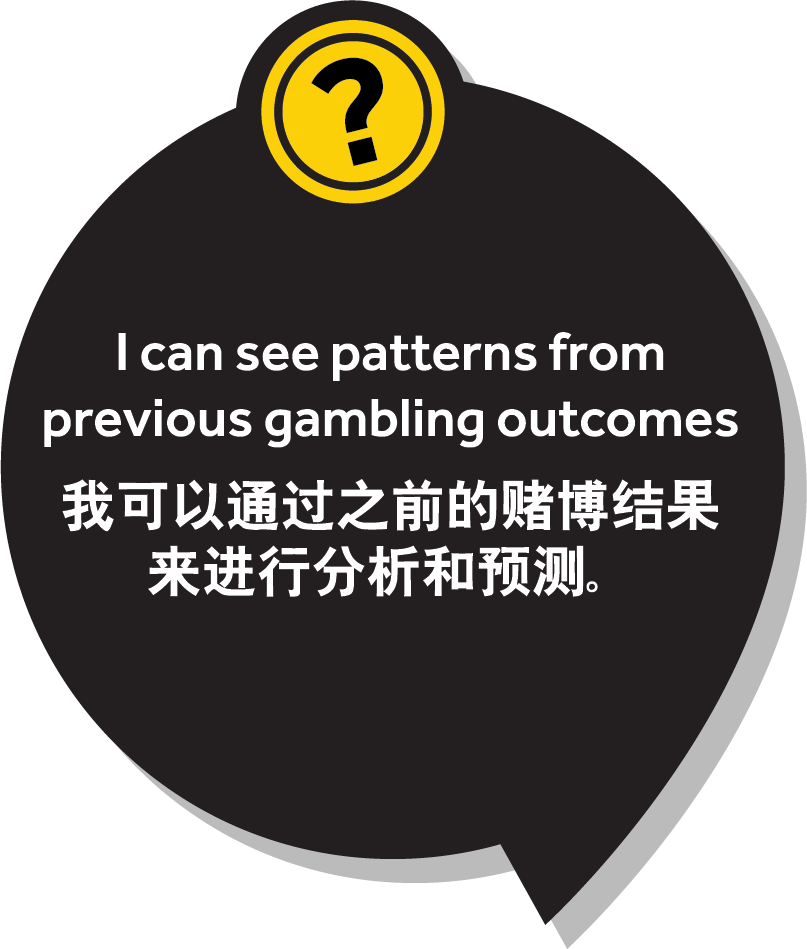 ?
I can see patterns from
previous gambling outcomes
我可以通过之前的赌博结果
来进行分析和预测。